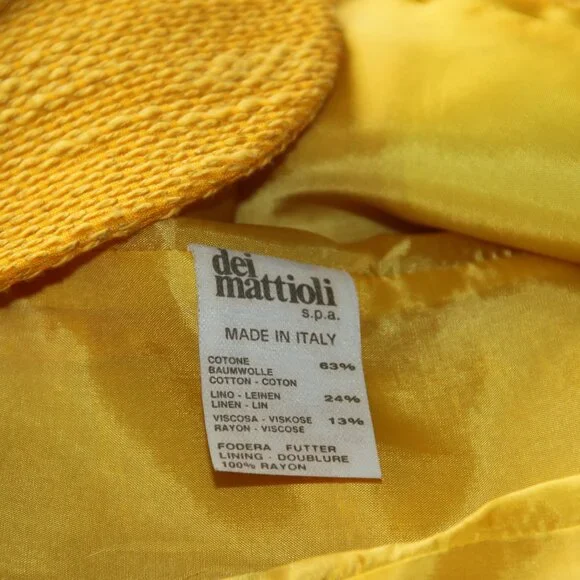 dei
mattioli
s.p.a.
MADE IN ITALY
COTONE
BAUMWOLLE 63%
COTTON - COTON
LINO - LEINEN
LINEN - LIN 24%
VISCOSA - VISKOSE 13%
RAYON - VISCOSE
FODERA FUTTER
LINING - DOUBLURE
100% RAYON